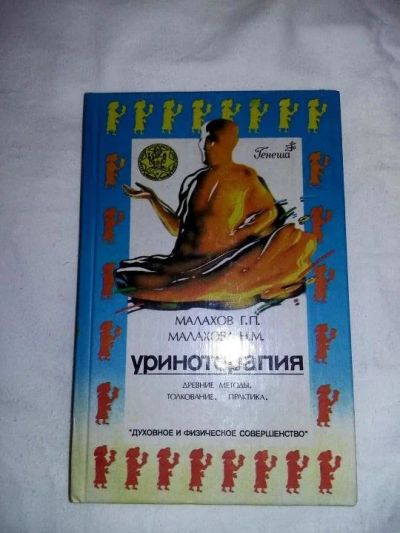 Генеша
МАЛАХОВ Г.П.
МАЛАХОВА Н.М.
УРИНОТЕРАПИЯ
ДРЕВНИЕ МЕТОДЫ.
ТОЛКОВАНИЕ. ПРАКТИКА.
"ДУХОВНОЕ И ФИЗИЧЕСКОЕ СОВЕРШЕНСТВО"